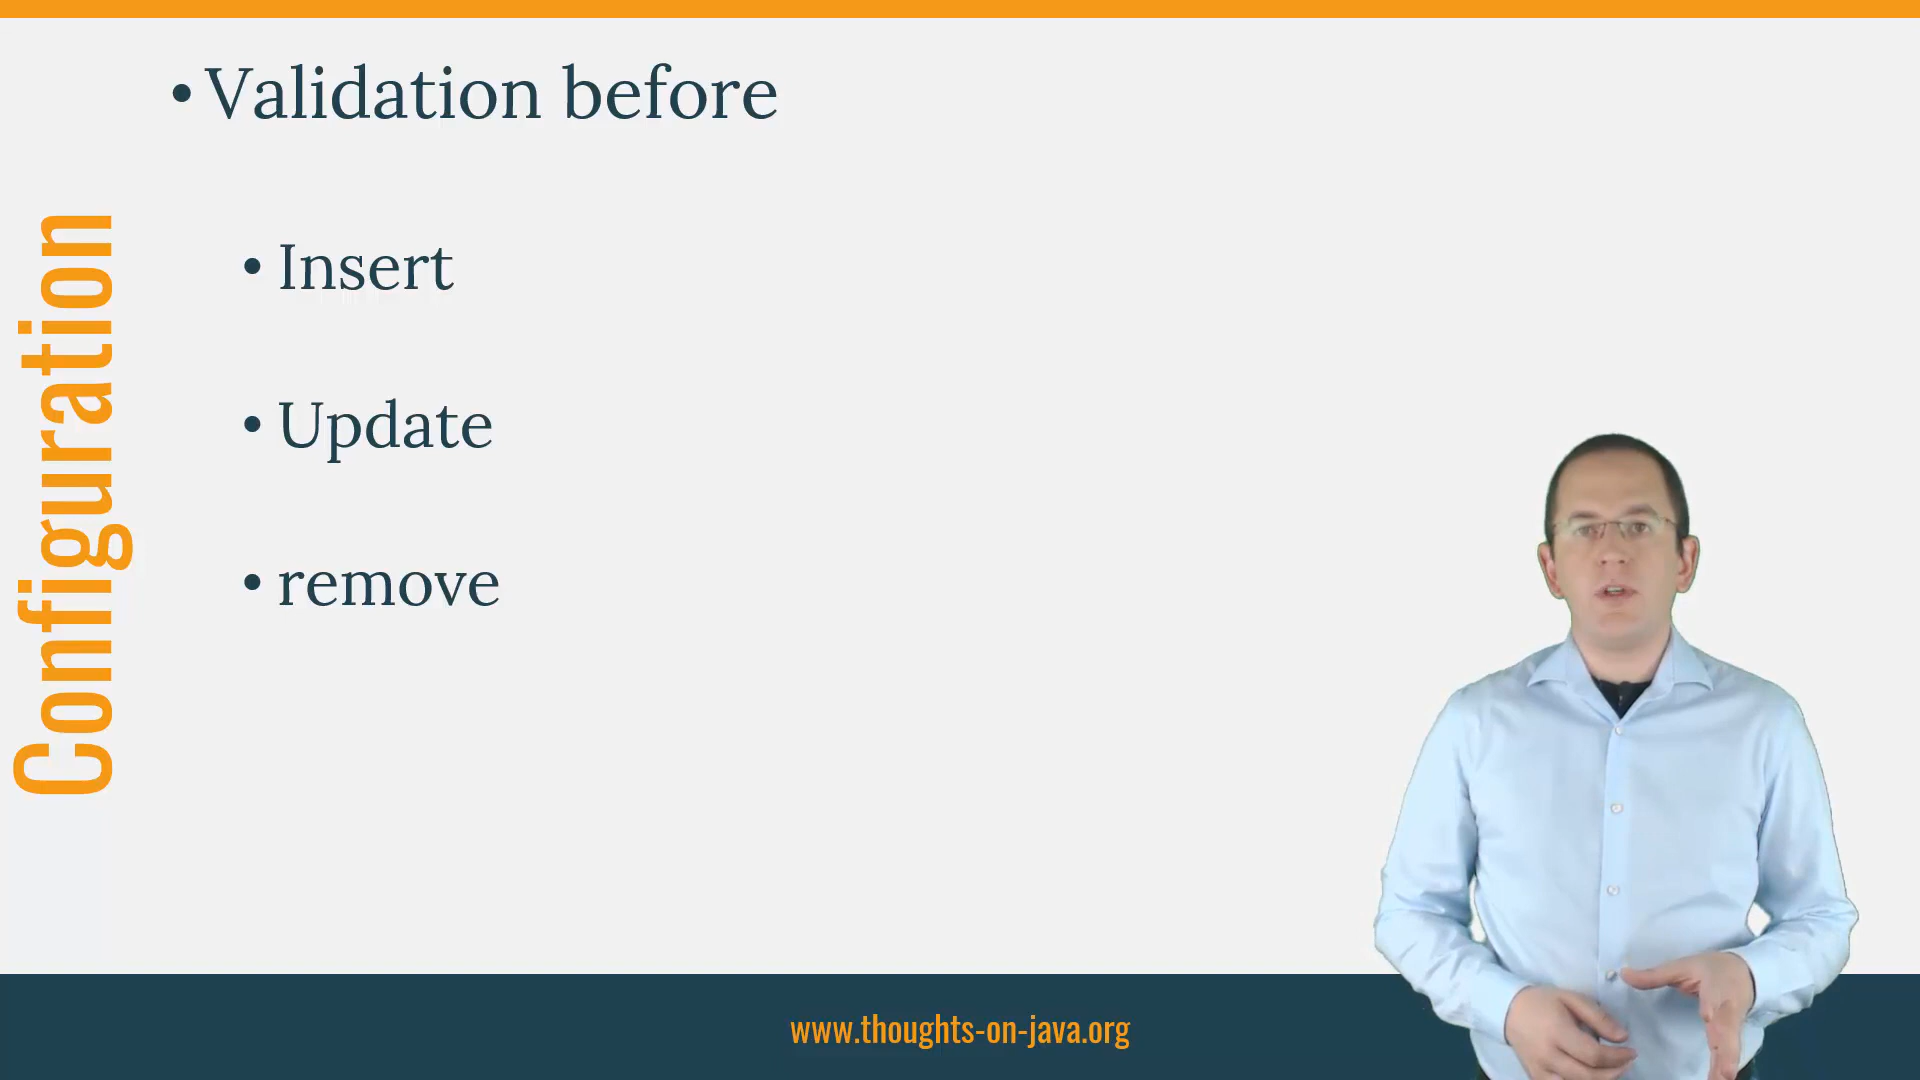 Configuration
• Validation before
• Insert
• Update
• remove
www.thoughts-on-java.org